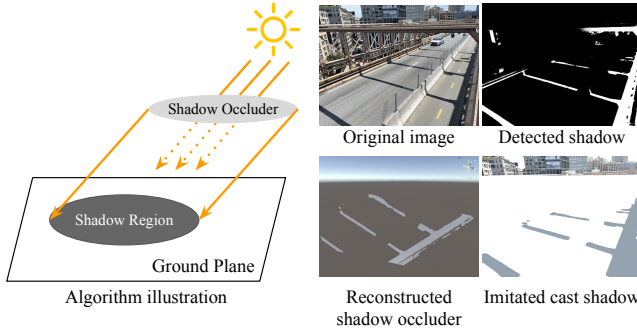 Shadow Occluder
Shadow Region
Ground Plane
Algorithm illustration
Original image
Detected shadow
Reconstructed
shadow occluder
Imitated cast shadow